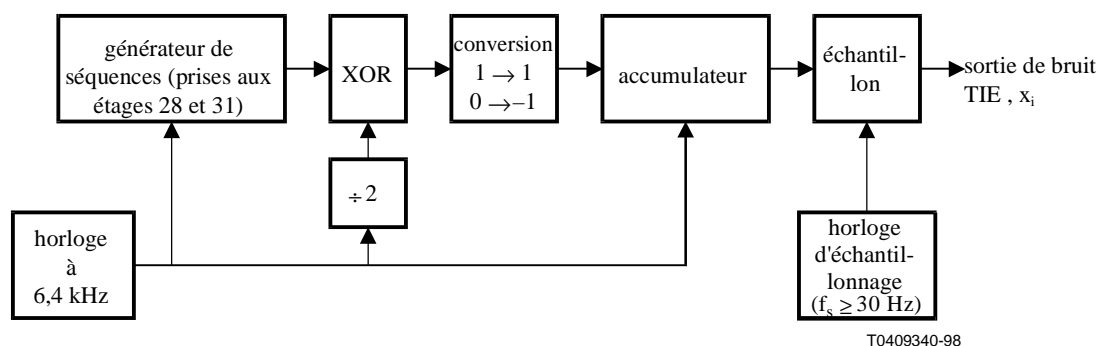 générateur de
séquences (prises aux
étages 28 et 31)
XOR
conversion
1 → 1
0 → –1
accumulateur
échantil-
lon
sortie de bruit
TIE , xᵢ
÷ 2
horloge
à
6,4 kHz
horloge
d'échantil-
lonnage
(fₛ ≥ 30 Hz)
T0409340-98